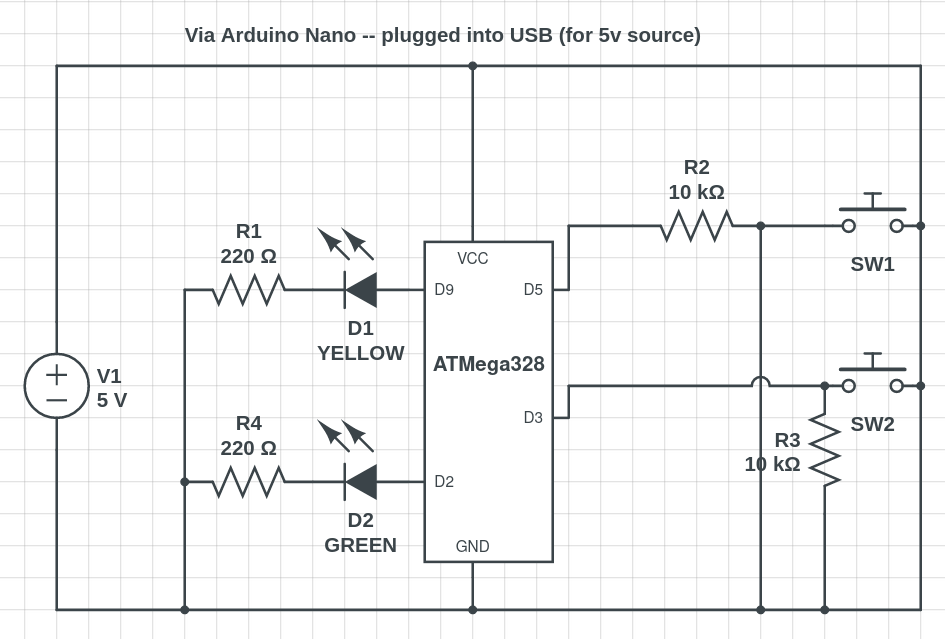 Via Arduino Nano -- plugged into USB (for 5v source)
R2
10 kΩ
R1
220 Ω
VCC
SW1
D9
D5
D1
YELLOW
ATMega328
V1
5 V
D3
SW2
R4
220 Ω
R3
10 kΩ
D2
D2
GREEN
GND